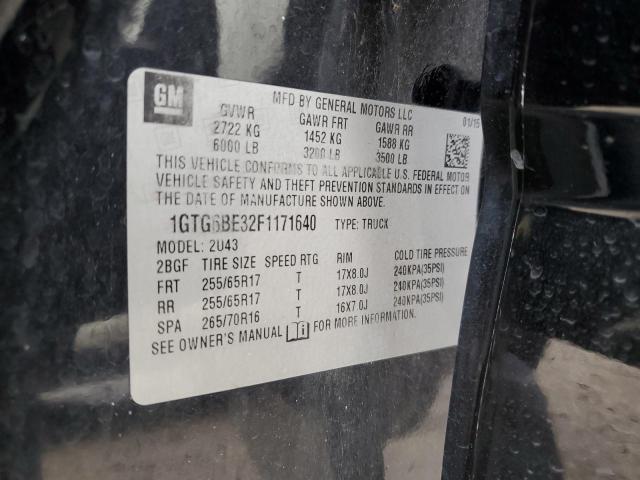 GM
MFD BY GENERAL MOTORS LLC
01/15
GVWR GAWR FRT GAWR RR
2722 KG 1452 KG 1588 KG
6000 LB 3200 LB 3500 LB
THIS VEHICLE CONFORMS TO ALL APPLICABLE U.S. FEDERAL MOTOR
VEHICLE SAFETY AND THEFT PREVENTION STANDARDS IN EFFECT ON
THE DATE OF MANUFACTURE SHOWN ABOVE.
1GTG6BE32F1171640 TYPE: TRUCK
MODEL: 2U43
2BGF TIRE SIZE SPEED RTG RIM COLD TIRE PRESSURE
FRT 255/65R17 T 17X8.0J 240KPA(35PSI)
RR 255/65R17 T 17X8.0J 240KPA(35PSI)
SPA 265/70R16 T 16X7.0J 240KPA(35PSI)
SEE OWNER'S MANUAL FOR MORE INFORMATION.